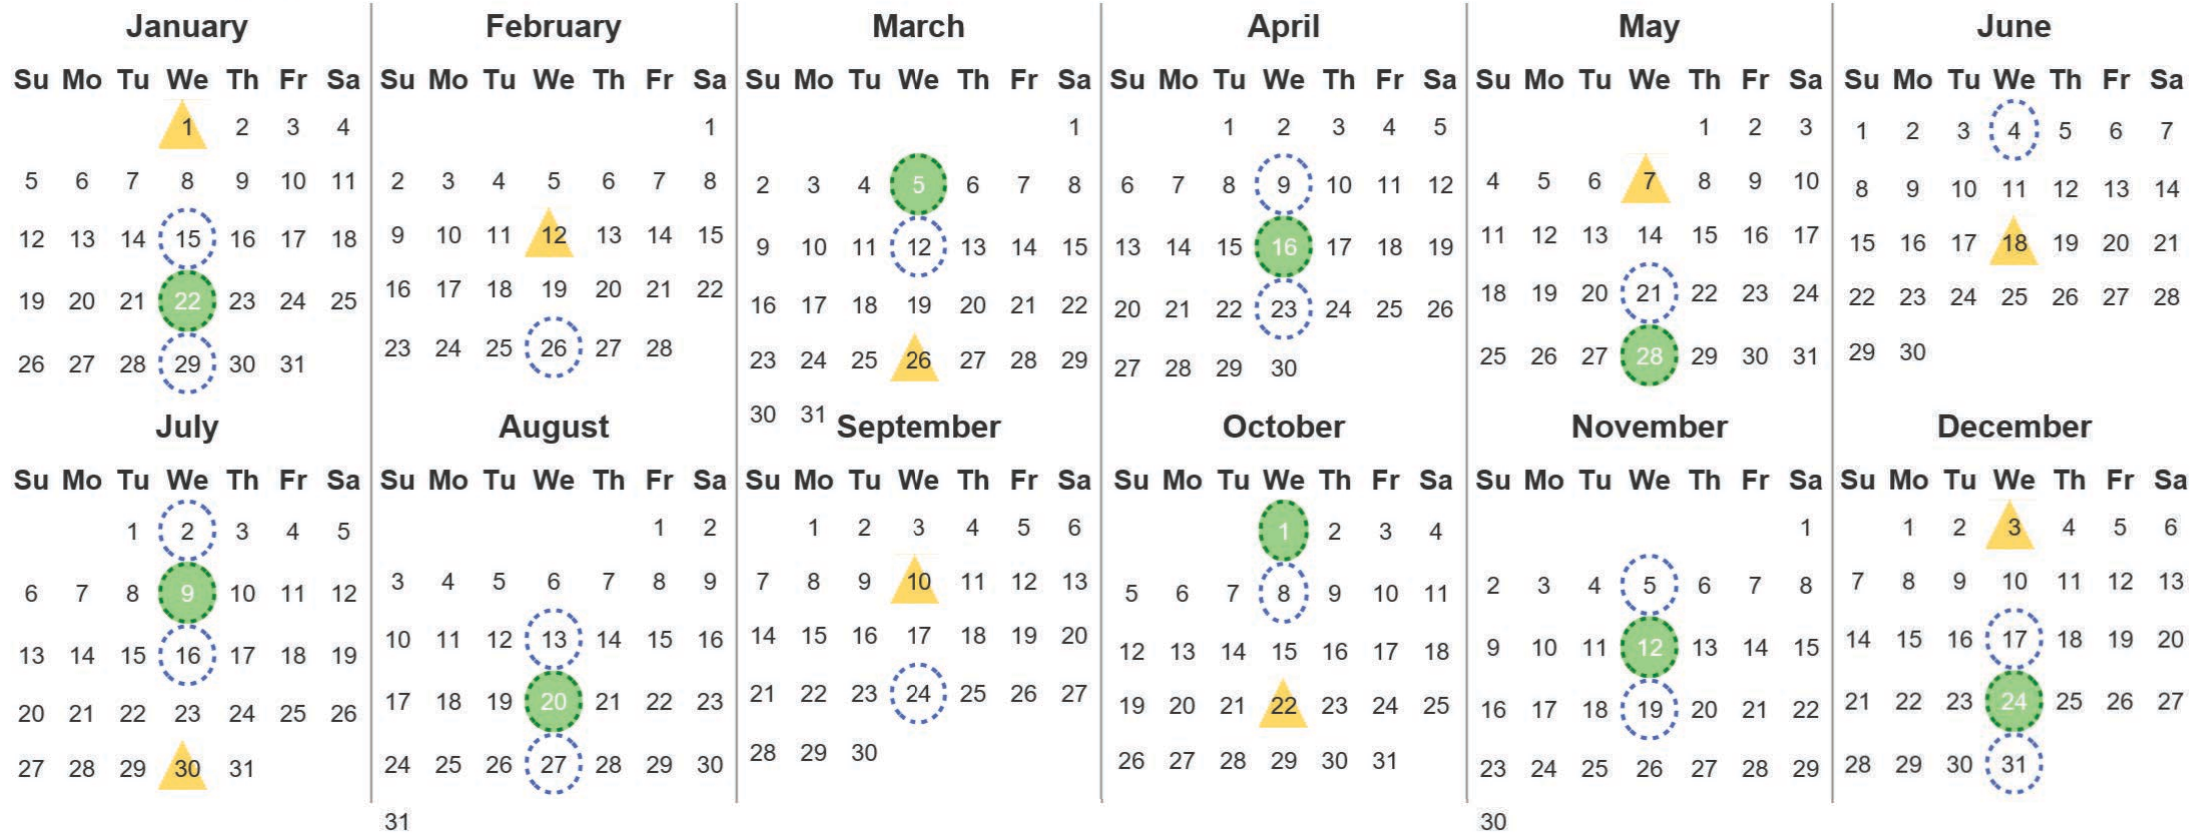 January
Su Mo Tu We Th Fr Sa
1 2 3 4
5 6 7 8 9 10 11
12 13 14 15 16 17 18
19 20 21 22 23 24 25
26 27 28 29 30 31
February
Su Mo Tu We Th Fr Sa
1
2 3 4 5 6 7 8
9 10 11 12 13 14 15
16 17 18 19 20 21 22
23 24 25 26 27 28
March
Su Mo Tu We Th Fr Sa
1
2 3 4 5 6 7 8
9 10 11 12 13 14 15
16 17 18 19 20 21 22
23 24 25 26 27 28 29
30 31
April
Su Mo Tu We Th Fr Sa
1 2 3 4 5
6 7 8 9 10 11 12
13 14 15 16 17 18 19
20 21 22 23 24 25 26
27 28 29 30
May
Su Mo Tu We Th Fr Sa
1 2 3
4 5 6 7 8 9 10
11 12 13 14 15 16 17
18 19 20 21 22 23 24
25 26 27 28 29 30 31
June
Su Mo Tu We Th Fr Sa
1 2 3 4 5 6 7
8 9 10 11 12 13 14
15 16 17 18 19 20 21
22 23 24 25 26 27 28
29 30
July
Su Mo Tu We Th Fr Sa
1 2 3 4 5
6 7 8 9 10 11 12
13 14 15 16 17 18 19
20 21 22 23 24 25 26
27 28 29 30 31
August
Su Mo Tu We Th Fr Sa
1 2
3 4 5 6 7 8 9
10 11 12 13 14 15 16
17 18 19 20 21 22 23
24 25 26 27 28 29 30
31
September
Su Mo Tu We Th Fr Sa
1 2 3 4 5 6
7 8 9 10 11 12 13
14 15 16 17 18 19 20
21 22 23 24 25 26 27
28 29 30
October
Su Mo Tu We Th Fr Sa
1 2 3 4
5 6 7 8 9 10 11
12 13 14 15 16 17 18
19 20 21 22 23 24 25
26 27 28 29 30 31
November
Su Mo Tu We Th Fr Sa
1
2 3 4 5 6 7 8
9 10 11 12 13 14 15
16 17 18 19 20 21 22
23 24 25 26 27 28 29
30
December
Su Mo Tu We Th Fr Sa
1 2 3 4 5 6
7 8 9 10 11 12 13
14 15 16 17 18 19 20
21 22 23 24 25 26 27
28 29 30 31